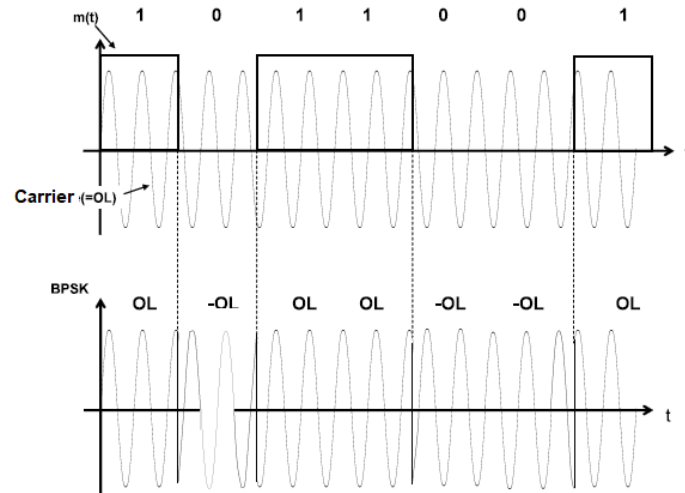 m(t) 1 0 1 1 0 0 1
Carrier (=OL)
BPSK
OL -OL OL OL -OL -OL OL
t